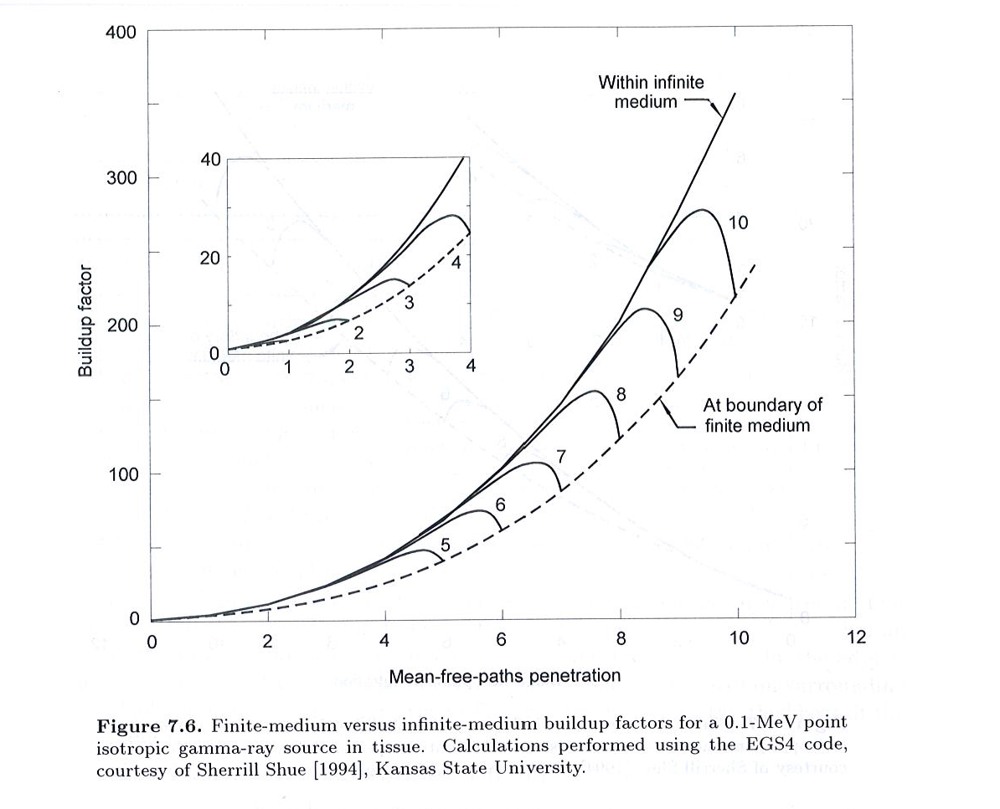 400
300
200
100
0
Buildup factor
Within infinite
medium
40
20
0
0 1 2 3 4
4
3
2
10
9
8
7
6
5
At boundary of
finite medium
0 2 4 6 8 10 12
Mean-free-paths penetration
Figure 7.6. Finite-medium versus infinite-medium buildup factors for a 0.1-MeV point
isotropic gamma-ray source in tissue. Calculations performed using the EGS4 code,
courtesy of Sherrill Shue [1994], Kansas State University.